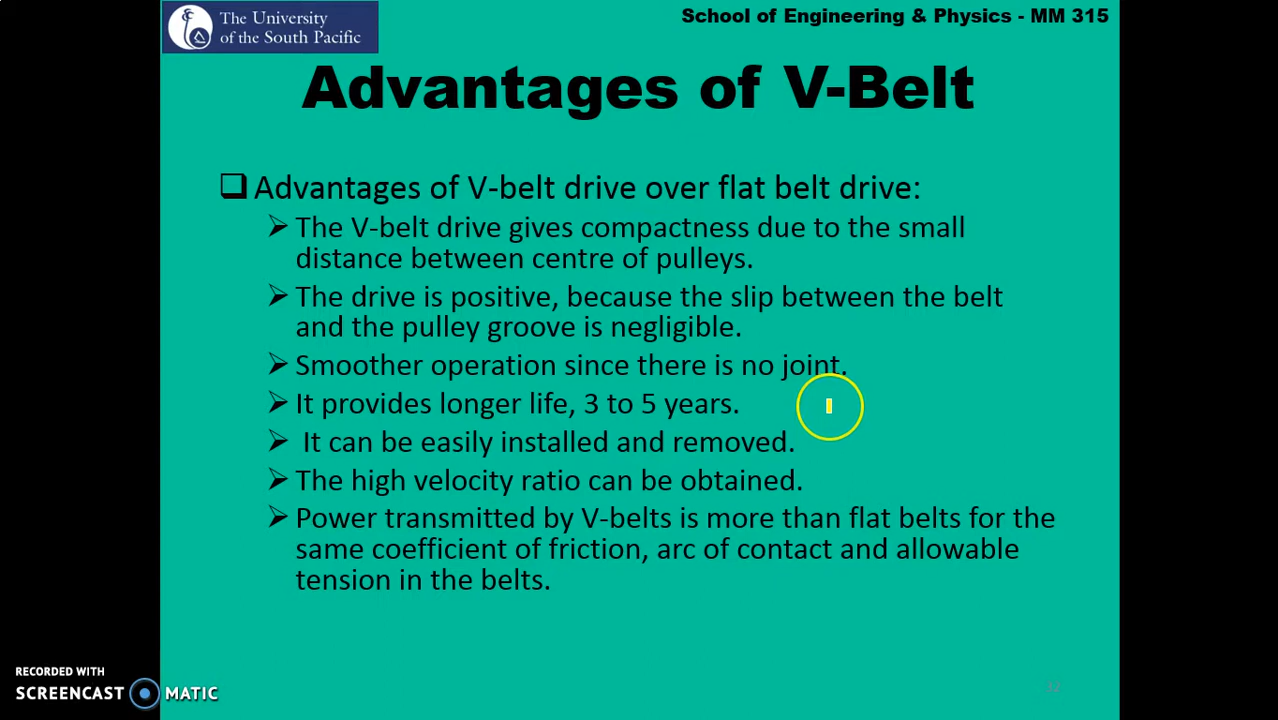 The University
of the South Pacific
School of Engineering & Physics - MM 315
Advantages of V-Belt
Advantages of V-belt drive over flat belt drive:
The V-belt drive gives compactness due to the small
distance between centre of pulleys.
The drive is positive, because the slip between the belt
and the pulley groove is negligible.
Smoother operation since there is no joint.
It provides longer life, 3 to 5 years.
It can be easily installed and removed.
The high velocity ratio can be obtained.
Power transmitted by V-belts is more than flat belts for the
same coefficient of friction, arc of contact and allowable
tension in the belts.
RECORDED WITH
SCREENCAST MATIC